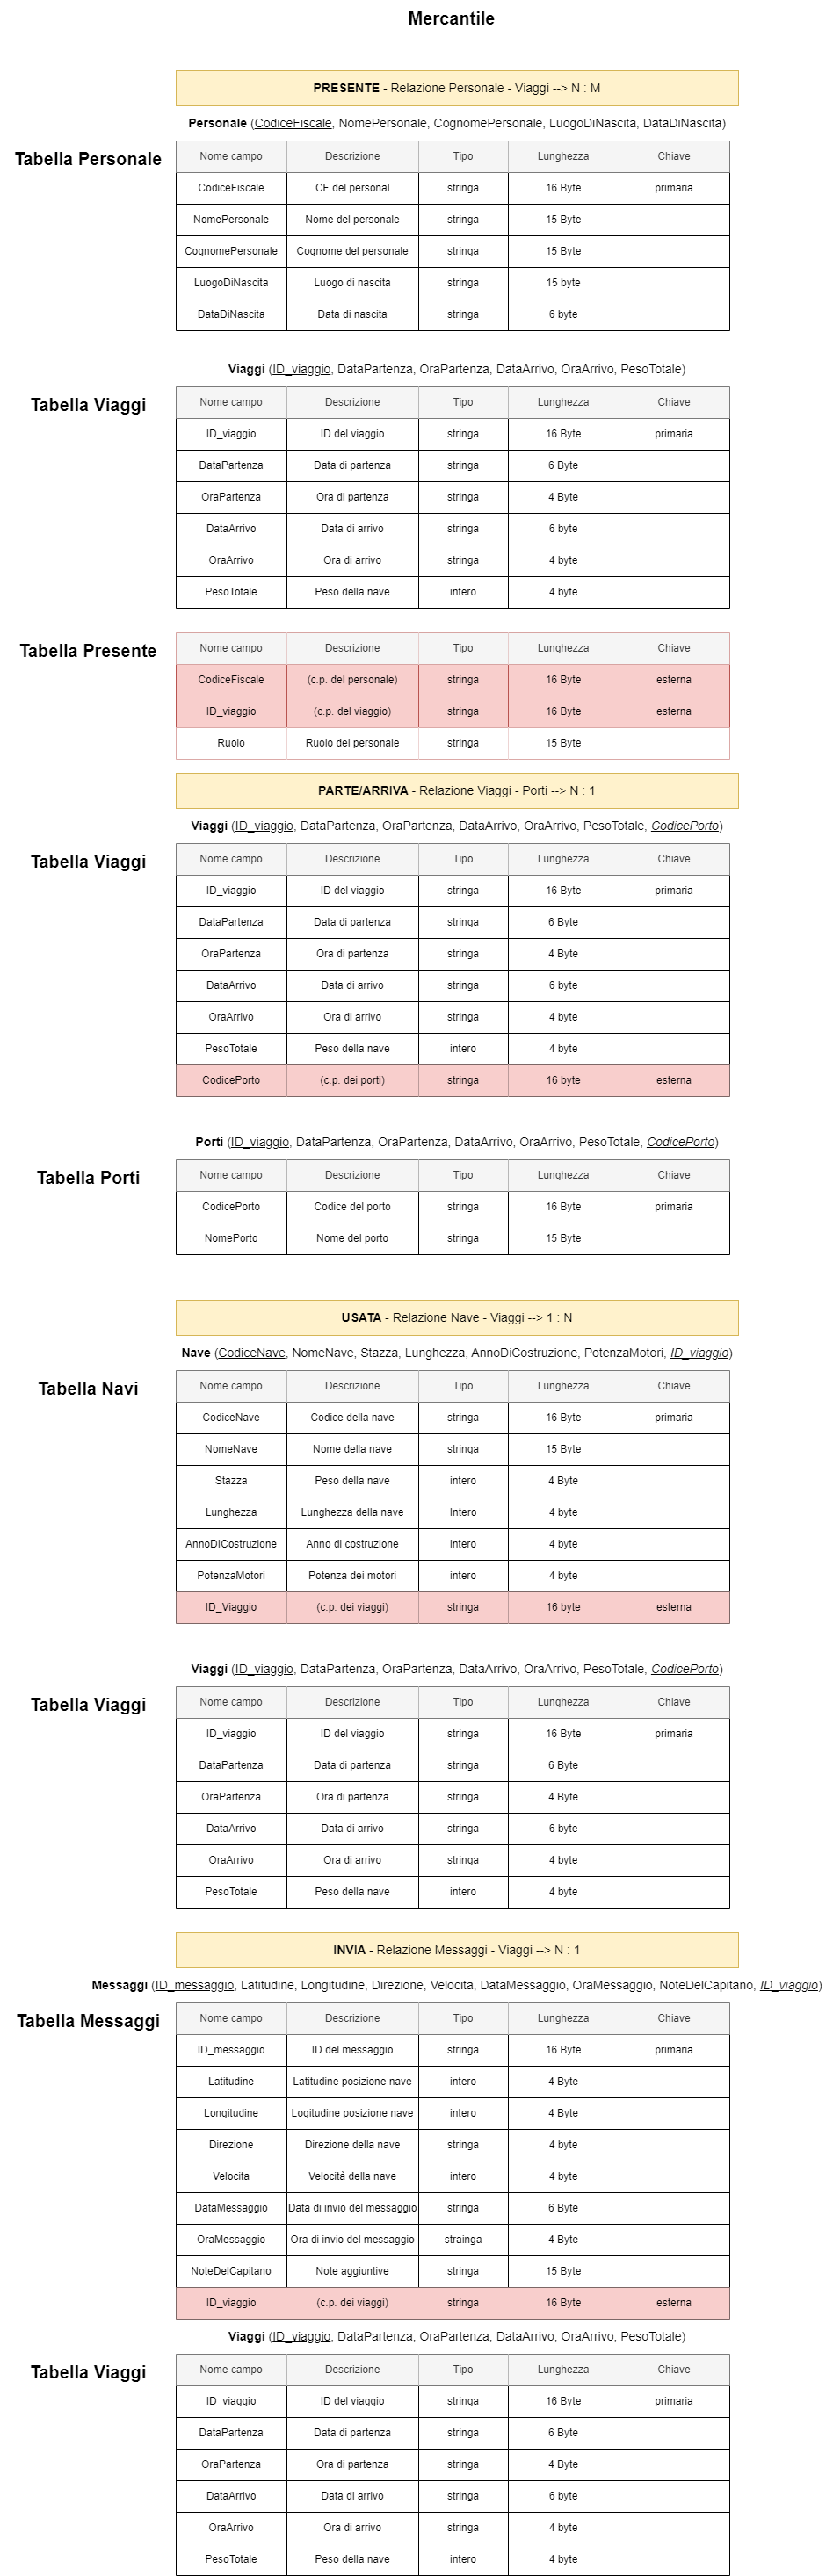 Mercantile
PRESENTE - Relazione Personale - Viaggi --> N : M
Personale (CodiceFiscale, NomePersonale, CognomePersonale, LuogoDiNascita, DataDiNascita)
Tabella Personale
Nome campo Descrizione Tipo Lunghezza Chiave
CodiceFiscale CF del personal stringa 16 Byte primaria
NomePersonale Nome del personale stringa 15 Byte
CognomePersonale Cognome del personale stringa 15 Byte
LuogoDiNascita Luogo di nascita stringa 15 byte
DataDiNascita Data di nascita stringa 6 byte
Viaggi (ID_viaggio, DataPartenza, OraPartenza, DataArrivo, OraArrivo, PesoTotale)
Tabella Viaggi
Nome campo Descrizione Tipo Lunghezza Chiave
ID_viaggio ID del viaggio stringa 16 Byte primaria
DataPartenza Data di partenza stringa 6 Byte
OraPartenza Ora di partenza stringa 4 Byte
DataArrivo Data di arrivo stringa 6 byte
OraArrivo Ora di arrivo stringa 4 byte
PesoTotale Peso della nave intero 4 byte
Tabella Presente
Nome campo Descrizione Tipo Lunghezza Chiave
CodiceFiscale (c.p. del personale) stringa 16 Byte esterna
ID_viaggio (c.p. del viaggio) stringa 16 Byte esterna
Ruolo Ruolo del personale stringa 15 Byte
PARTE/ARRIVA - Relazione Viaggi - Porti --> N : 1
Viaggi (ID_viaggio, DataPartenza, OraPartenza, DataArrivo, OraArrivo, PesoTotale, CodicePorto)
Tabella Viaggi
Nome campo Descrizione Tipo Lunghezza Chiave
ID_viaggio ID del viaggio stringa 16 Byte primaria
DataPartenza Data di partenza stringa 6 Byte
OraPartenza Ora di partenza stringa 4 Byte
DataArrivo Data di arrivo stringa 6 byte
OraArrivo Ora di arrivo stringa 4 byte
PesoTotale Peso della nave intero 4 byte
CodicePorto (c.p. dei porti) stringa 16 byte esterna
Porti (ID_viaggio, DataPartenza, OraPartenza, DataArrivo, OraArrivo, PesoTotale, CodicePorto)
Tabella Porti
Nome campo Descrizione Tipo Lunghezza Chiave
CodicePorto Codice del porto stringa 16 Byte primaria
NomePorto Nome del porto stringa 15 Byte
USATA - Relazione Nave - Viaggi --> 1 : N
Nave (CodiceNave, NomeNave, Stazza, Lunghezza, AnnoDiCostruzione, PotenzaMotori, ID_viaggio)
Tabella Navi
Nome campo Descrizione Tipo Lunghezza Chiave
CodiceNave Codice della nave stringa 16 Byte primaria
NomeNave Nome della nave stringa 15 Byte
Stazza Peso della nave intero 4 Byte
Lunghezza Lunghezza della nave Intero 4 byte
AnnoDICostruzione Anno di costruzione intero 4 byte
PotenzaMotori Potenza dei motori intero 4 byte
ID_Viaggio (c.p. dei viaggi) stringa 16 byte esterna
Viaggi (ID_viaggio, DataPartenza, OraPartenza, DataArrivo, OraArrivo, PesoTotale, CodicePorto)
Tabella Viaggi
Nome campo Descrizione Tipo Lunghezza Chiave
ID_viaggio ID del viaggio stringa 16 Byte primaria
DataPartenza Data di partenza stringa 6 Byte
OraPartenza Ora di partenza stringa 4 Byte
DataArrivo Data di arrivo stringa 6 byte
OraArrivo Ora di arrivo stringa 4 byte
PesoTotale Peso della nave intero 4 byte
INVIA - Relazione Messaggi - Viaggi --> N : 1
Messaggi (ID_messaggio, Latitudine, Longitudine, Direzione, Velocita, DataMessaggio, OraMessaggio, NoteDelCapitano, ID_viaggio)
Tabella Messaggi
Nome campo Descrizione Tipo Lunghezza Chiave
ID_messaggio ID del messaggio stringa 16 Byte primaria
Latitudine Latitudine posizione nave intero 4 Byte
Longitudine Logitudine posizione nave intero 4 Byte
Direzione Direzione della nave stringa 4 byte
Velocita Velocità della nave intero 4 byte
DataMessaggio Data di invio del messaggio stringa 6 Byte
OraMessaggio Ora di invio del messaggio strainga 4 Byte
NoteDelCapitano Note aggiuntive stringa 15 Byte
ID_viaggio (c.p. dei viaggi) stringa 16 Byte esterna
Viaggi (ID_viaggio, DataPartenza, OraPartenza, DataArrivo, OraArrivo, PesoTotale)
Tabella Viaggi
Nome campo Descrizione Tipo Lunghezza Chiave
ID_viaggio ID del viaggio stringa 16 Byte primaria
DataPartenza Data di partenza stringa 6 Byte
OraPartenza Ora di partenza stringa 4 Byte
DataArrivo Data di arrivo stringa 6 byte
OraArrivo Ora di arrivo stringa 4 byte
PesoTotale Peso della nave intero 4 byte